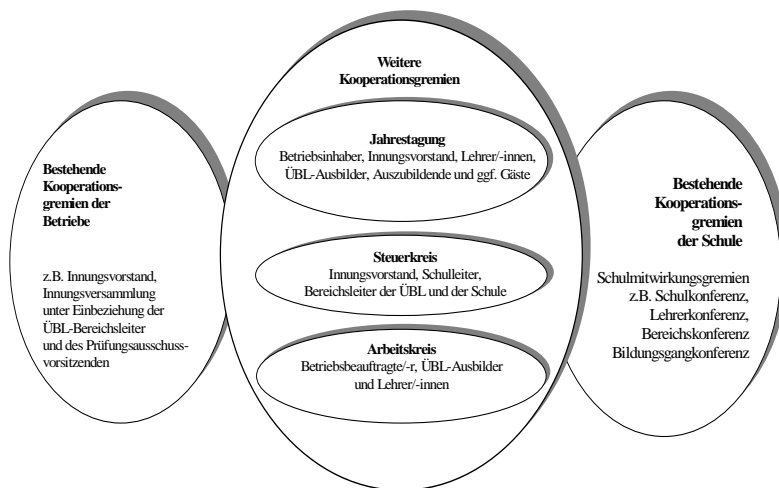 Weitere
Kooperationsgremien
Jahrestagung
Betriebsinhaber, Innungsvorstand, Lehrer/-innen,
ÜBL-Ausbilder, Auszubildende und ggf. Gäste
Steuerkreis
Innungsvorstand, Schulleiter,
Bereichsleiter der ÜBL und der Schule
Arbeitskreis
Betriebsbeauftragte/-r, ÜBL-Ausbilder
und Lehrer/-innen
Bestehende
Kooperations-
gremien der
Betriebe
z.B. Innungsvorstand,
Innungsversammlung
unter Einbeziehung der
ÜBL-Bereichsleiter
und des Prüfungsausschuss-
vorsitzenden
Bestehende
Kooperations-
gremien
der Schule
Schulmitwirkungsgremien
z.B. Schulkonferenz,
Lehrerkonferenz,
Bereichskonferenz
Bildungsgangkonferenz